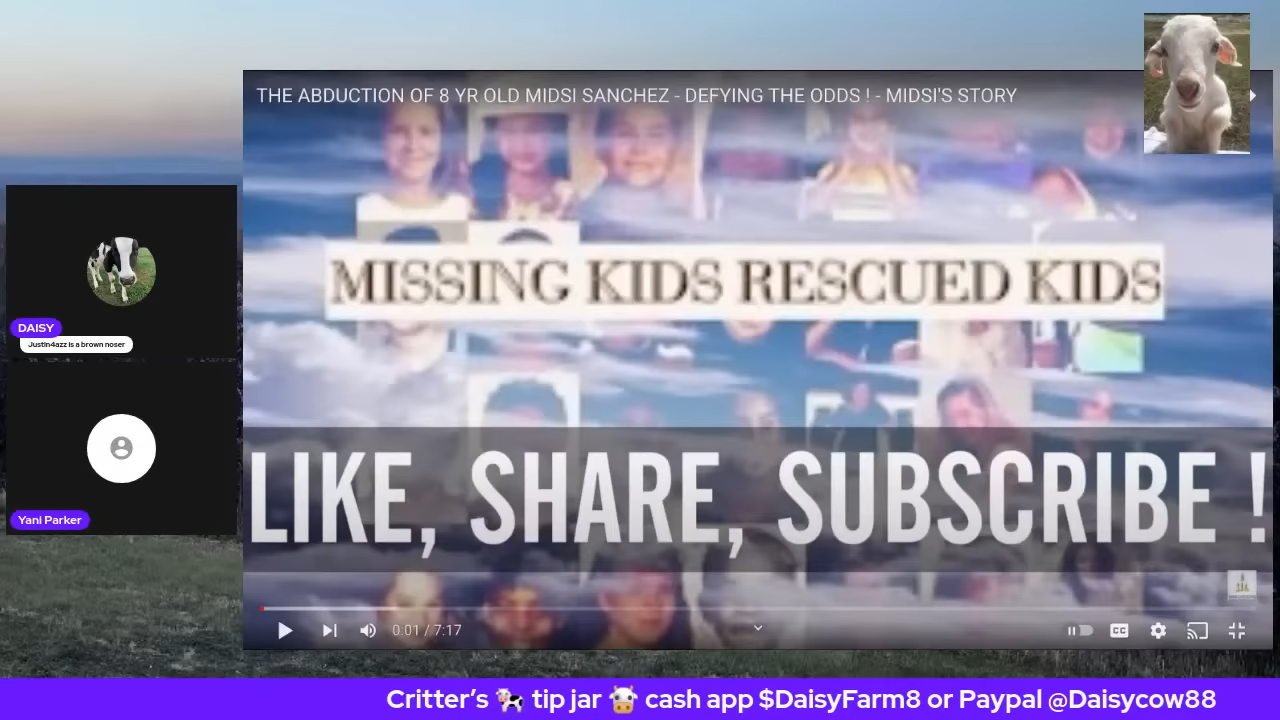 THE ABDUCTION OF 8 YR OLD MIDSI SANCHEZ - DEFYING THE ODDS ! - MIDSI'S STORY
MISSING KIDS RESCUED KIDS
DAISY
Justin4azz is a brown noser
LIKE, SHARE, SUBSCRIBE !
Yani Parker
0:01 / 7:17
CC
Critter's 🐄 tip jar 🐮 cash app $DaisyFarm8 or Paypal @Daisycow88